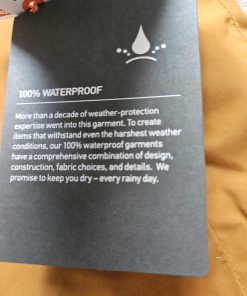 100% WATERPROOF
More than a decade of weather-protection
expertise went into this garment. To create
items that withstand even the harshest weather
conditions, our 100% waterproof garments
have a comprehensive combination of design,
construction, fabric choices, and details. We
promise to keep you dry – every rainy day.